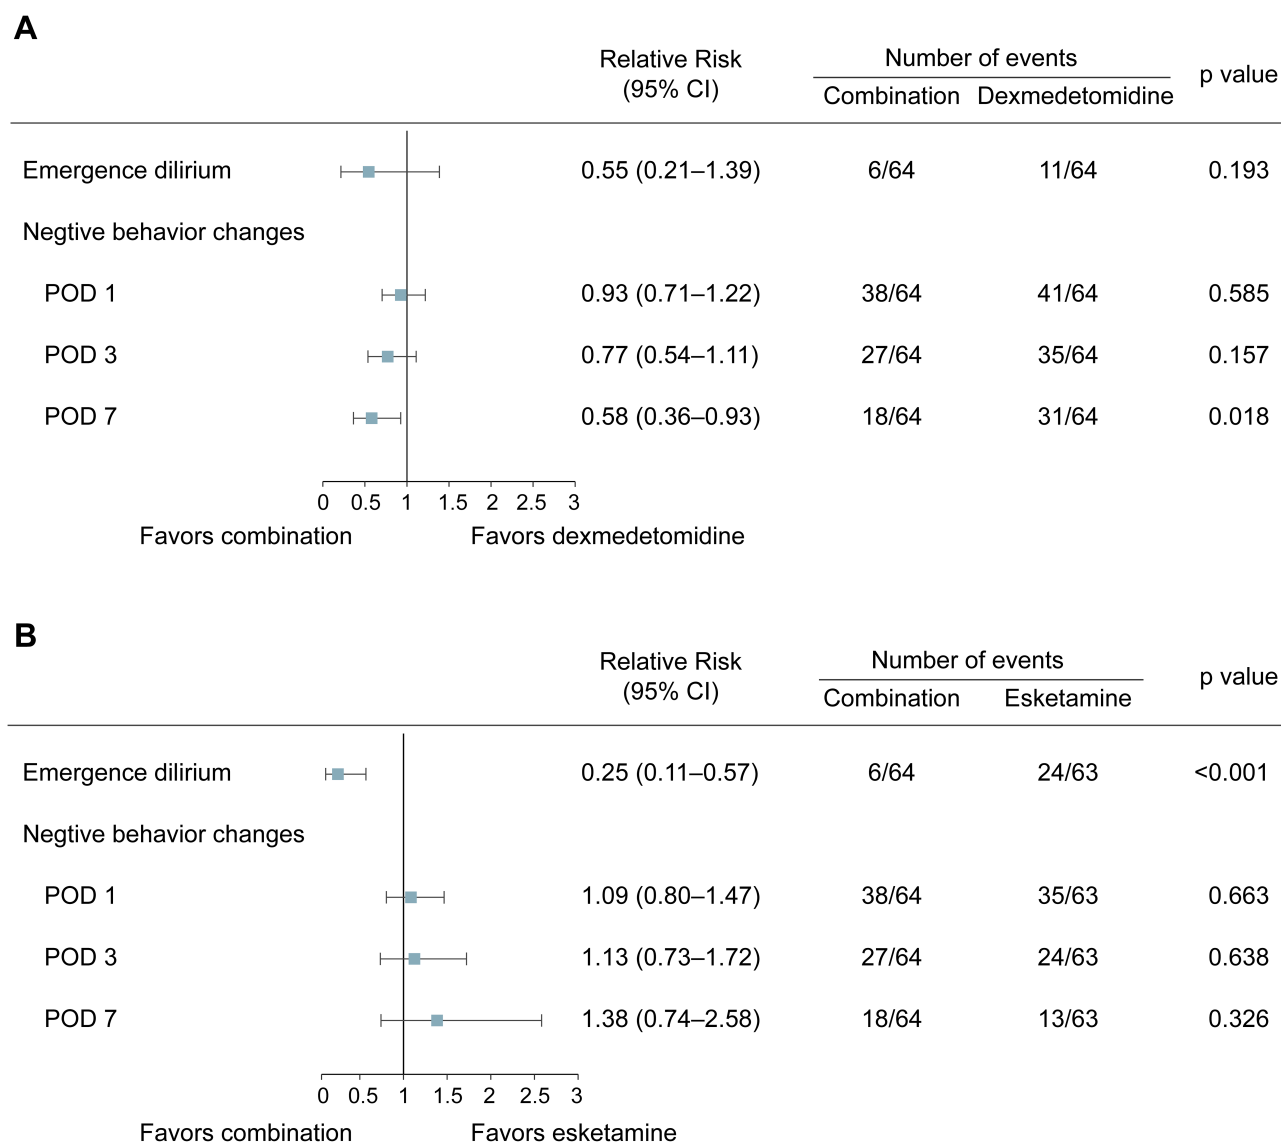 A
Relative Risk
(95% CI)
Number of events
Combination Dexmedetomidine
p value
Emergence dilirium 0.55 (0.21–1.39) 6/64 11/64 0.193
Negtive behavior changes
POD 1 0.93 (0.71–1.22) 38/64 41/64 0.585
POD 3 0.77 (0.54–1.11) 27/64 35/64 0.157
POD 7 0.58 (0.36–0.93) 18/64 31/64 0.018
0 0.5 1 1.5 2 2.5 3
Favors combination Favors dexmedetomidine
B
Relative Risk
(95% CI)
Number of events
Combination Esketamine
p value
Emergence dilirium 0.25 (0.11–0.57) 6/64 24/63 <0.001
Negtive behavior changes
POD 1 1.09 (0.80–1.47) 38/64 35/63 0.663
POD 3 1.13 (0.73–1.72) 27/64 24/63 0.638
POD 7 1.38 (0.74–2.58) 18/64 13/63 0.326
0 0.5 1 1.5 2 2.5 3
Favors combination Favors esketamine